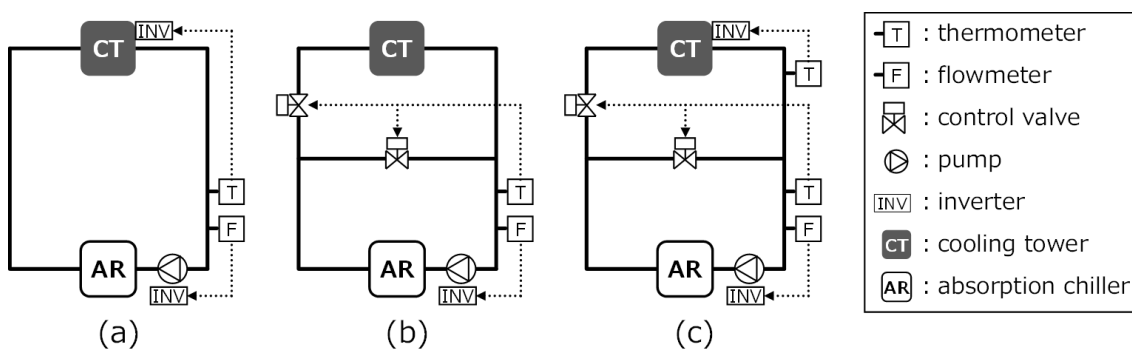 CT INV
T
F
AR
INV
(a)
CT
T
F
AR
INV
(b)
CT INV
T
T
F
AR
INV
(c)
T : thermometer
F : flowmeter
: control valve
: pump
INV : inverter
CT : cooling tower
AR : absorption chiller